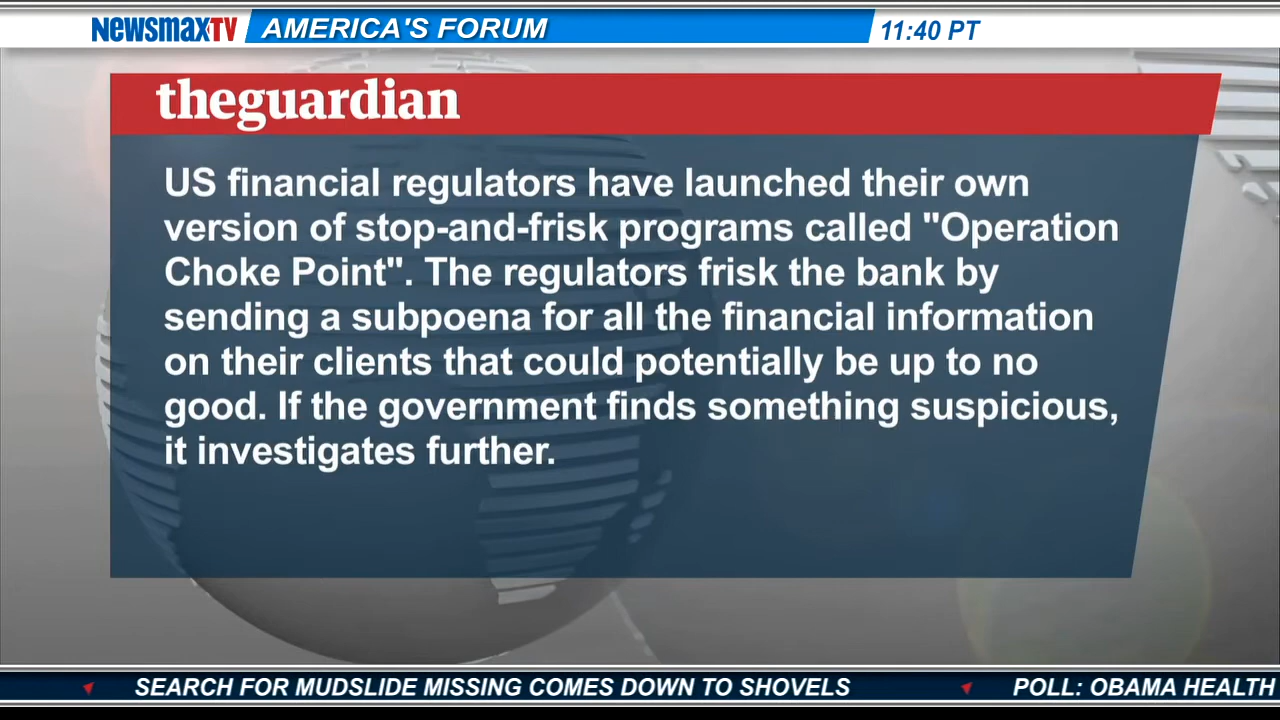 NEWSMAXTV AMERICA'S FORUM 11:40 PT
theguardian
US financial regulators have launched their own
version of stop-and-frisk programs called "Operation
Choke Point". The regulators frisk the bank by
sending a subpoena for all the financial information
on their clients that could potentially be up to no
good. If the government finds something suspicious,
it investigates further.
SEARCH FOR MUDSLIDE MISSING COMES DOWN TO SHOVELS POLL: OBAMA HEALTH